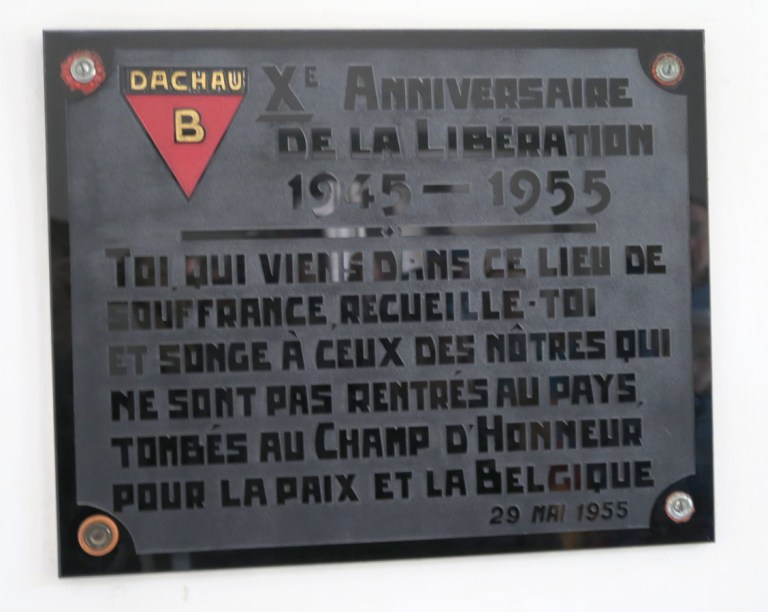 DACHAU
B
Xᴱ ANNIVERSAIRE
DE LA LIBÉRATION
1945 — 1955
TOI, QUI VIENS DANS CE LIEU DE
SOUFFRANCE, RECUEILLE-TOI
ET SONGE À CEUX DES NÔTRES QUI
NE SONT PAS RENTRÉS AU PAYS,
TOMBÉS AU CHAMP D'HONNEUR
POUR LA PAIX ET LA BELGIQUE
29 MAI 1955